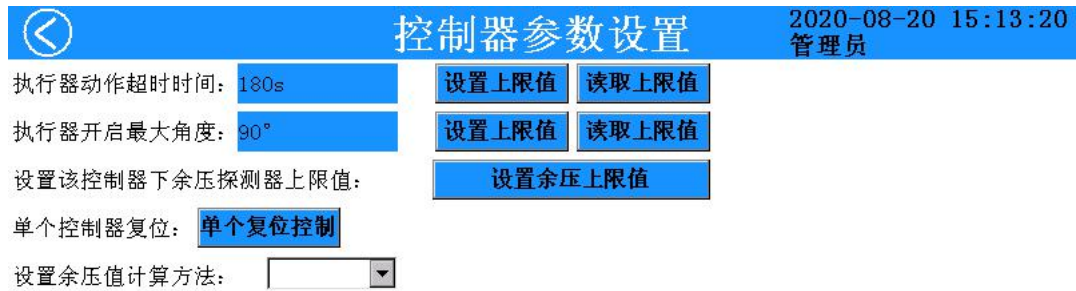 控制器参数设置 2020-08-20 15:13:20
管理员
执行器动作超时时间: 180s 设置上限值 读取上限值
执行器开启最大角度: 90° 设置上限值 读取上限值
设置该控制器下余压探测器上限值: 设置余压上限值
单个控制器复位: 单个复位控制
设置余压值计算方法: